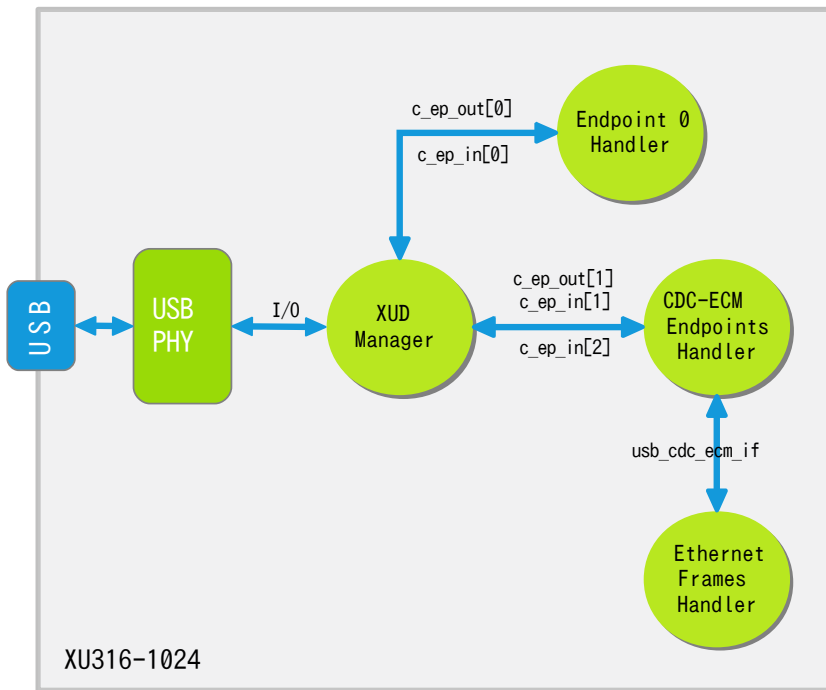 c_ep_out[0]
c_ep_in[0]
Endpoint 0
Handler
USB
USB
PHY
I/O
XUD
Manager
c_ep_out[1]
c_ep_in[1]
c_ep_in[2]
CDC-ECM
Endpoints
Handler
usb_cdc_ecm_if
Ethernet
Frames
Handler
XU316-1024